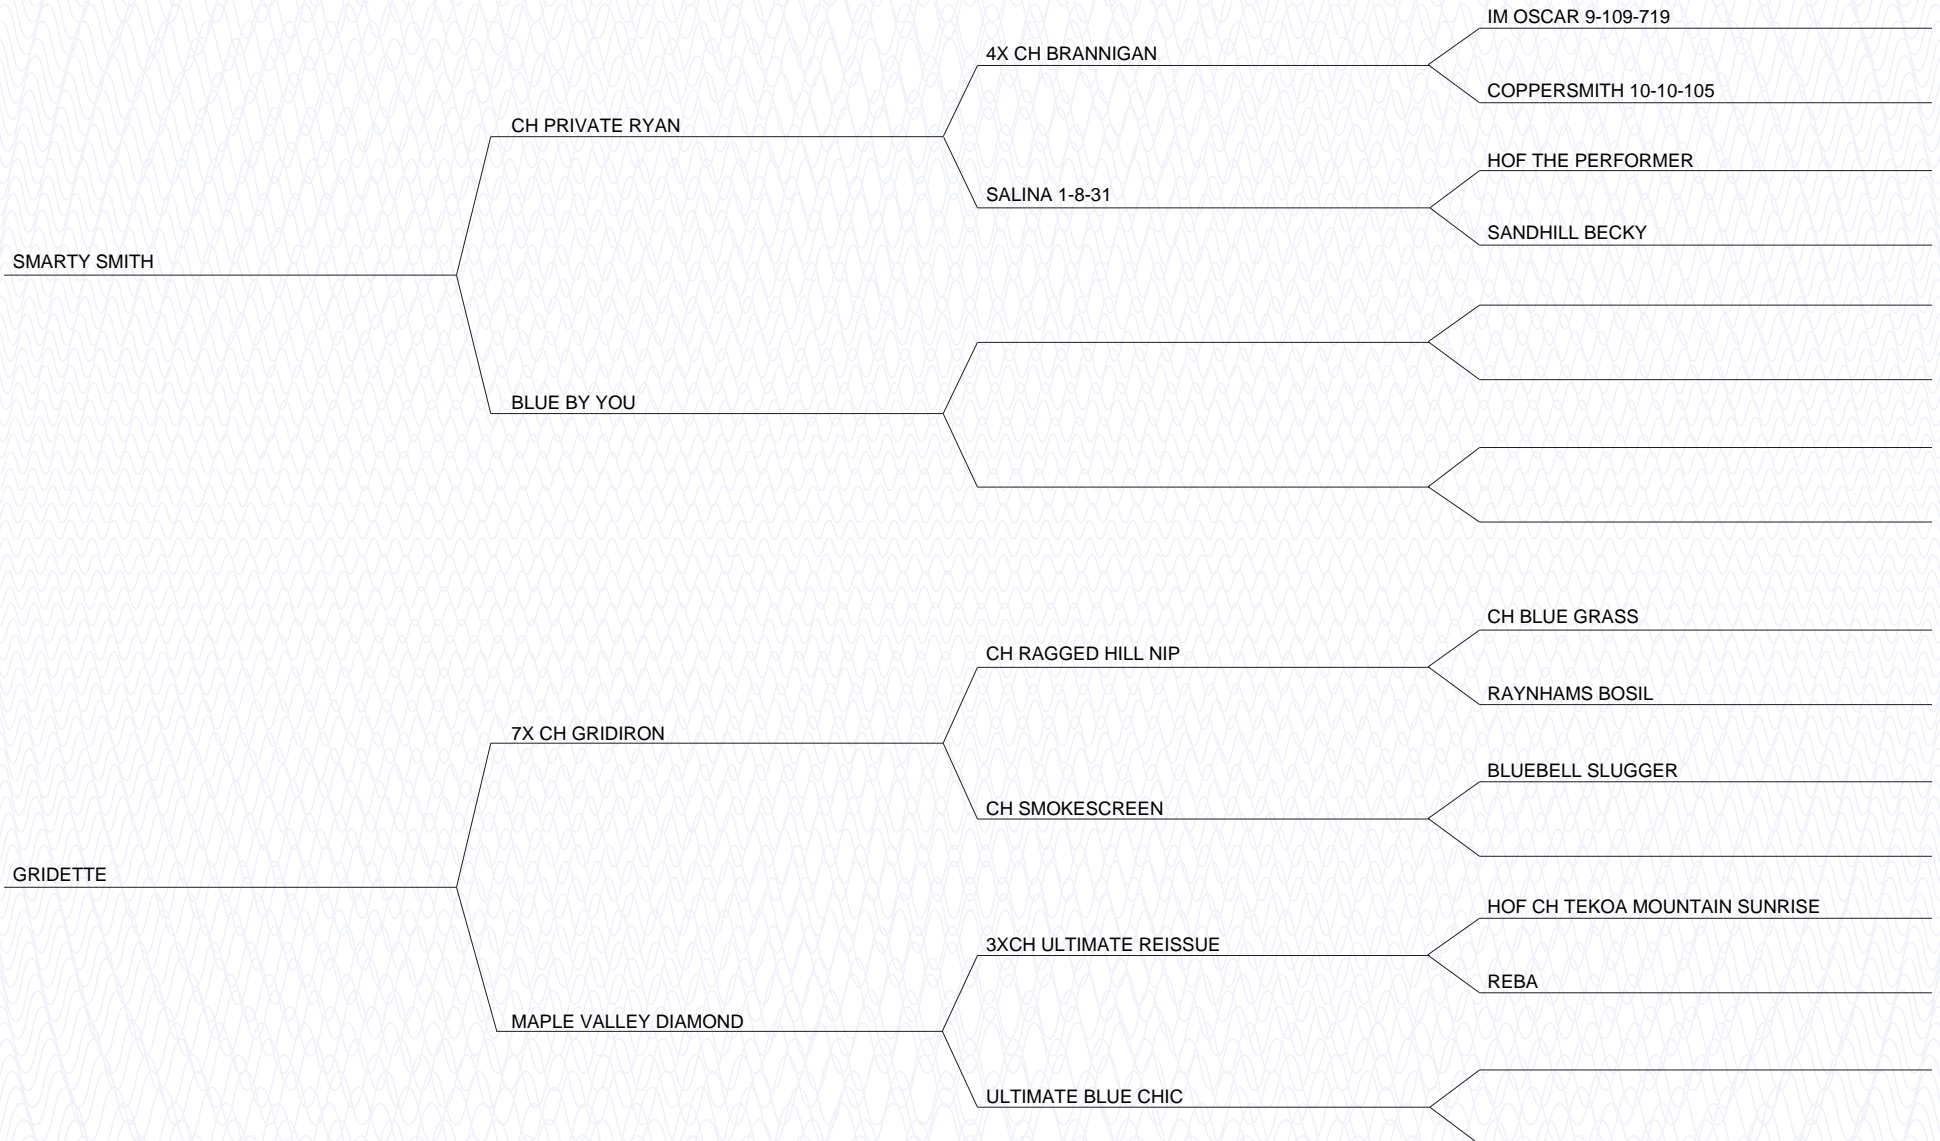 IM OSCAR 9-109-719
4X CH BRANNIGAN
COPPERSMITH 10-10-105
CH PRIVATE RYAN
HOF THE PERFORMER
SALINA 1-8-31
SANDHILL BECKY
SMARTY SMITH
BLUE BY YOU
CH BLUE GRASS
CH RAGGED HILL NIP
RAYNHAMS BOSIL
7X CH GRIDIRON
BLUEBELL SLUGGER
CH SMOKESCREEN
GRIDETTE
HOF CH TEKOA MOUNTAIN SUNRISE
3XCH ULTIMATE REISSUE
REBA
MAPLE VALLEY DIAMOND
ULTIMATE BLUE CHIC